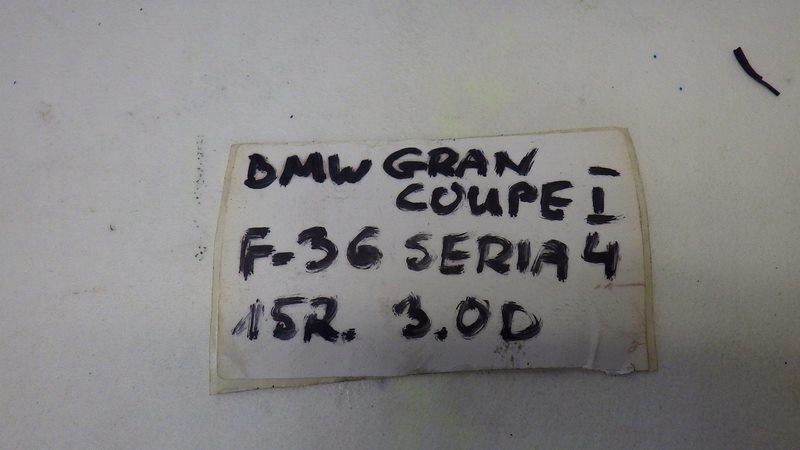 BMW GRAN
COUPE I
F-36 SERIA 4
15R. 3.0D